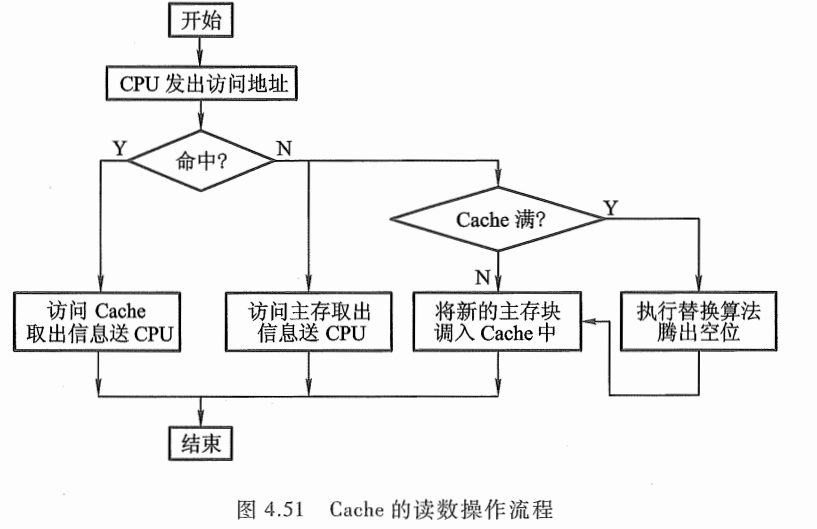 开始
CPU 发出访问地址
Y
命中?
N
Cache 满?
Y
N
访问 Cache
取出信息送 CPU
访问主存取出
信息送 CPU
将新的主存块
调入 Cache 中
执行替换算法
腾出空位
结束
图 4.51 Cache 的读数操作流程